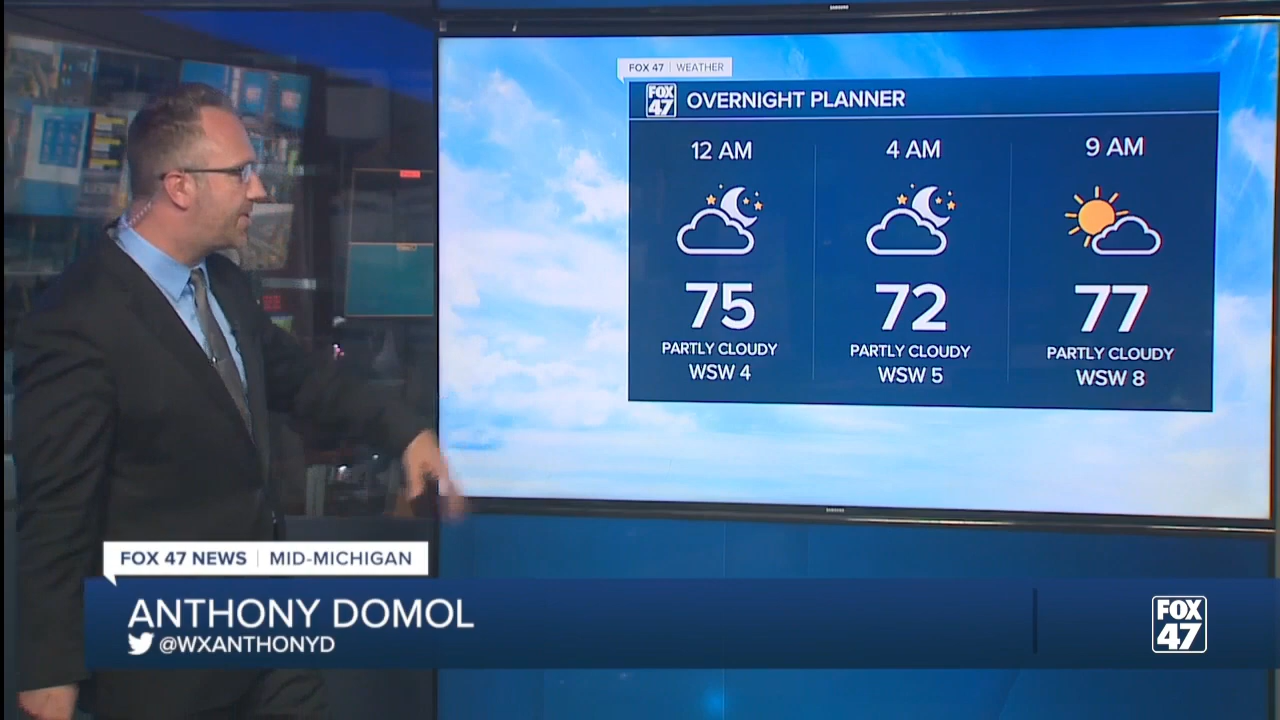 SAMSUNG
FOX 47 | WEATHER
FOX 47 OVERNIGHT PLANNER
12 AM
75
PARTLY CLOUDY
WSW 4
4 AM
72
PARTLY CLOUDY
WSW 5
9 AM
77
PARTLY CLOUDY
WSW 8
SAMSUNG
FOX 47 NEWS | MID-MICHIGAN
ANTHONY DOMOL
@WXANTHONYD
FOX
47